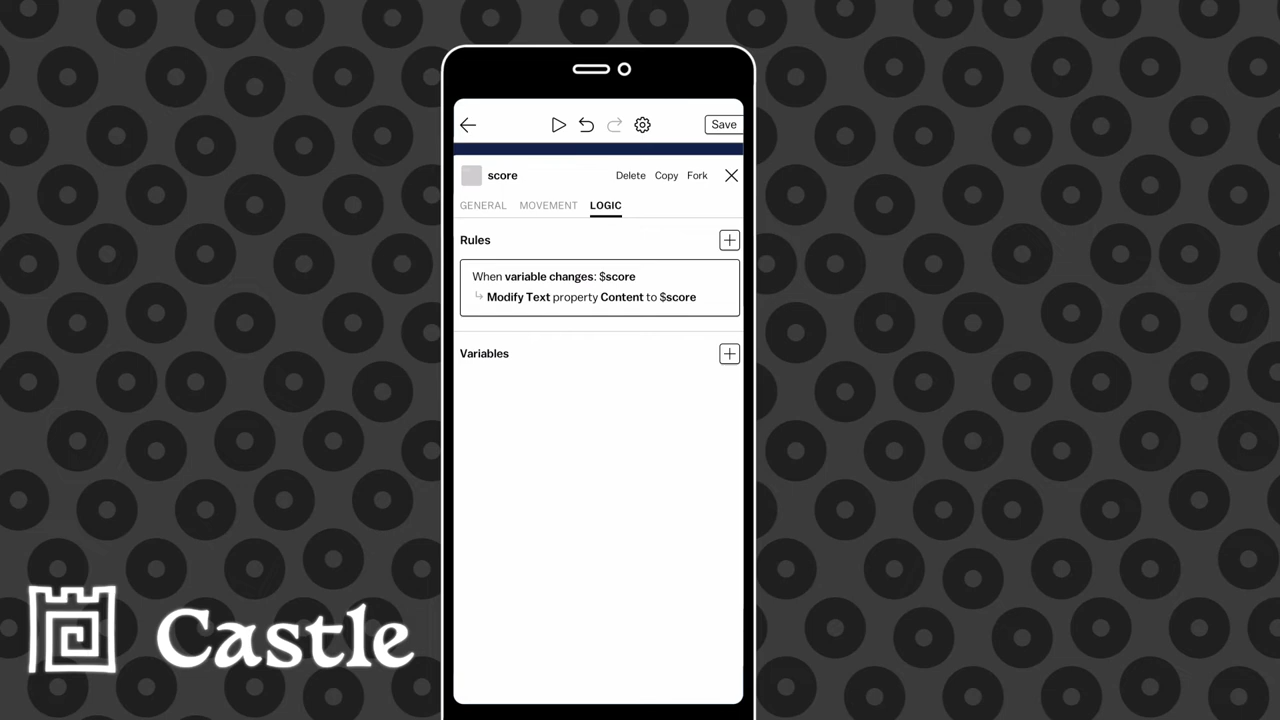 Save
score
Delete Copy Fork
GENERAL MOVEMENT LOGIC
Rules
When variable changes: $score
Modify Text property Content to $score
Variables
Castle